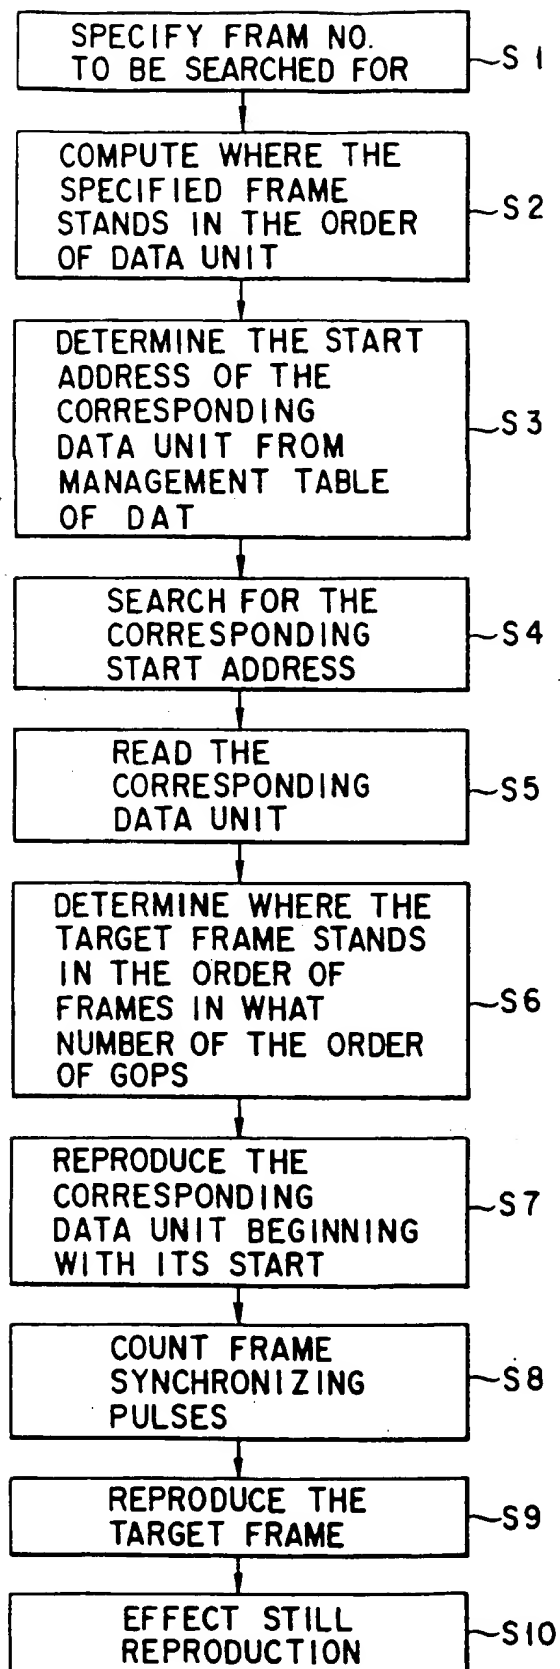 SPECIFY FRAM NO.
TO BE SEARCHED FOR
S1
COMPUTE WHERE THE
SPECIFIED FRAME
STANDS IN THE ORDER
OF DATA UNIT
S2
DETERMINE THE START
ADDRESS OF THE
CORRESPONDING
DATA UNIT FROM
MANAGEMENT TABLE
OF DAT
S3
SEARCH FOR THE
CORRESPONDING
START ADDRESS
S4
READ THE
CORRESPONDING
DATA UNIT
S5
DETERMINE WHERE THE
TARGET FRAME STANDS
IN THE ORDER OF
FRAMES IN WHAT
NUMBER OF THE ORDER
OF GOPS
S6
REPRODUCE THE
CORRESPONDING
DATA UNIT BEGINNING
WITH ITS START
S7
COUNT FRAME
SYNCHRONIZING
PULSES
S8
REPRODUCE THE
TARGET FRAME
S9
EFFECT STILL
REPRODUCTION
S10